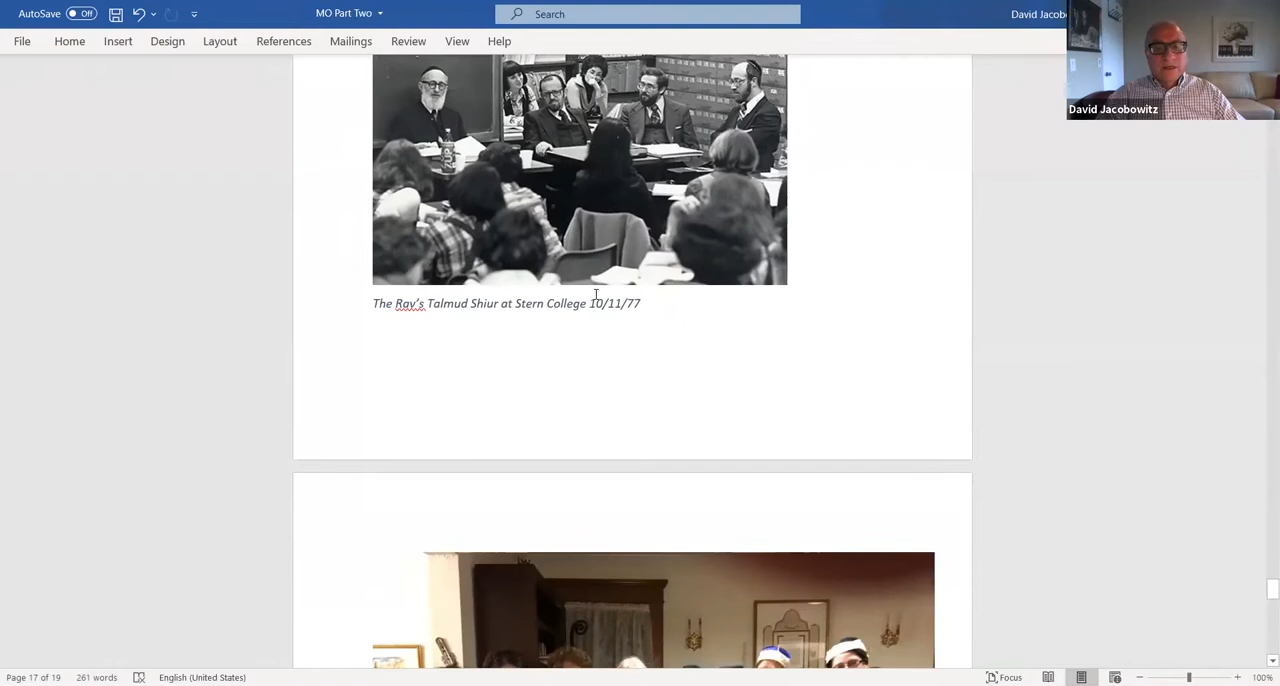 AutoSave Off MO Part Two Search David Jacob
File Home Insert Design Layout References Mailings Review View Help
David Jacobowitz
7UP
The Rav's Talmud Shiur at Stern College 10/11/77
Page 17 of 19 261 words English (United States) Focus 100%